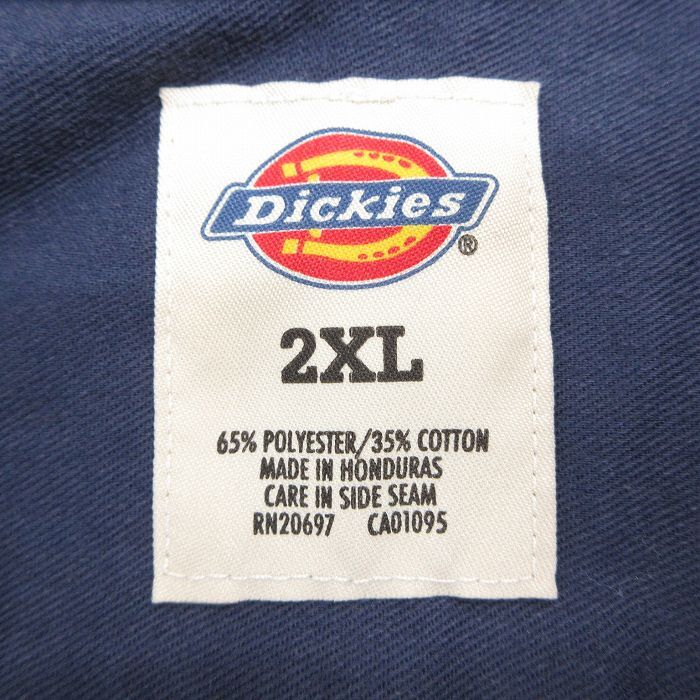 Dickies
®
2XL
65% POLYESTER/35% COTTON
MADE IN HONDURAS
CARE IN SIDE SEAM
RN20697 CA01095